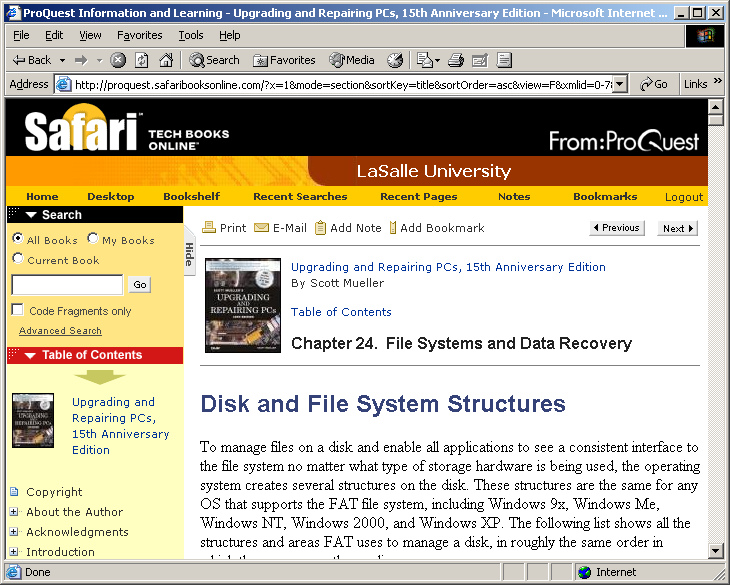 ProQuest Information and Learning - Upgrading and Repairing PCs, 15th Anniversary Edition - Microsoft Internet ...
File Edit View Favorites Tools Help
Back Search Favorites Media
Address http://proquest.safaribooksonline.com/?x=1&mode=section&sortKey=title&sortOrder=asc&view=F&xmlid=0-78 Go Links »
Safari TECH BOOKS ONLINE™ From:ProQuest
LaSalle University
Home Desktop Bookshelf Recent Searches Recent Pages Notes Bookmarks Logout
Search
All Books My Books
Current Book
Go
Code Fragments only
Advanced Search
Table of Contents
Upgrading and
Repairing PCs,
15th Anniversary
Edition
Copyright
About the Author
Acknowledgments
Introduction
Hide
Print E-Mail Add Note Add Bookmark Previous Next
SCOTT MUELLER'S
UPGRADING
AND
REPAIRING PCs
Upgrading and Repairing PCs, 15th Anniversary Edition
By Scott Mueller
Table of Contents
Chapter 24. File Systems and Data Recovery
Disk and File System Structures
To manage files on a disk and enable all applications to see a consistent interface to
the file system no matter what type of storage hardware is being used, the operating
system creates several structures on the disk. These structures are the same for any
OS that supports the FAT file system, including Windows 9x, Windows Me,
Windows NT, Windows 2000, and Windows XP. The following list shows all the
structures and areas FAT uses to manage a disk, in roughly the same order in
Done Internet